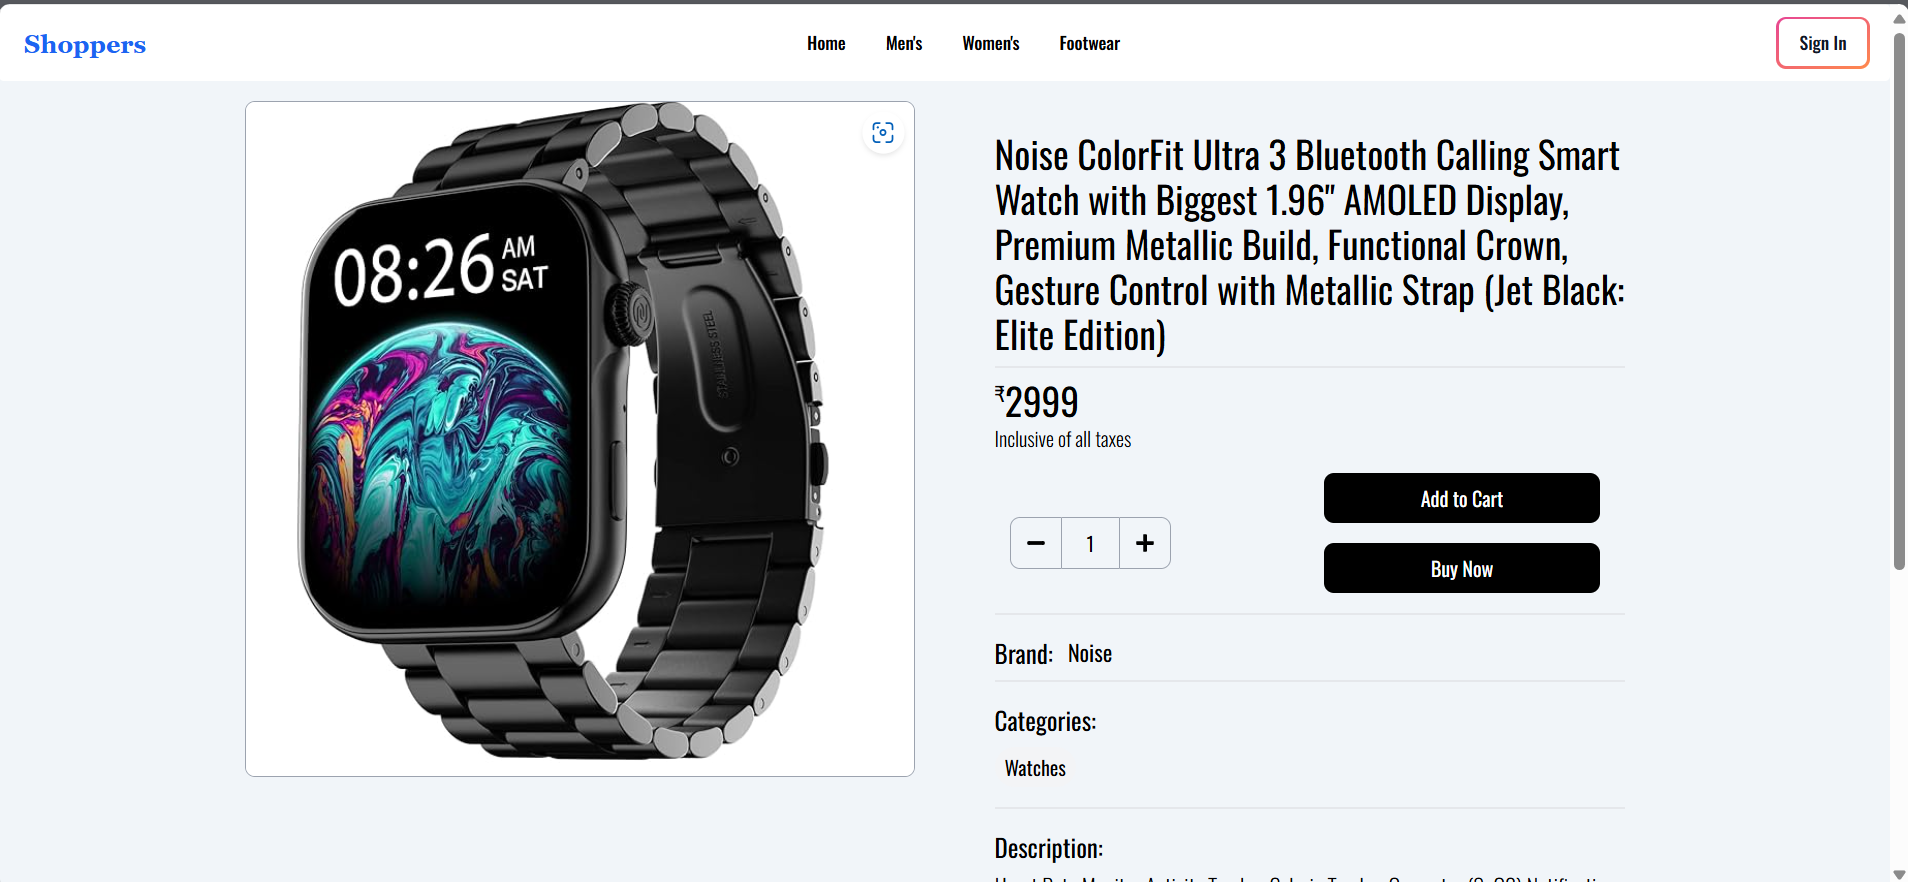 Shoppers
Home
Men's
Women's
Footwear
Sign In
08:26 AM
SAT
STAINLESS STEEL
Noise ColorFit Ultra 3 Bluetooth Calling Smart
Watch with Biggest 1.96" AMOLED Display,
Premium Metallic Build, Functional Crown,
Gesture Control with Metallic Strap (Jet Black:
Elite Edition)
₹2999
Inclusive of all taxes
1
Add to Cart
Buy Now
Brand: Noise
Categories:
Watches
Description: